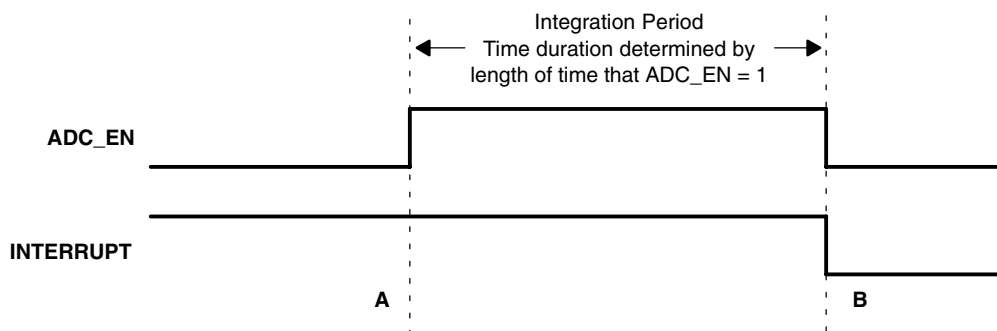 Integration Period
Time duration determined by
length of time that ADC_EN = 1
ADC_EN
INTERRUPT
A
B